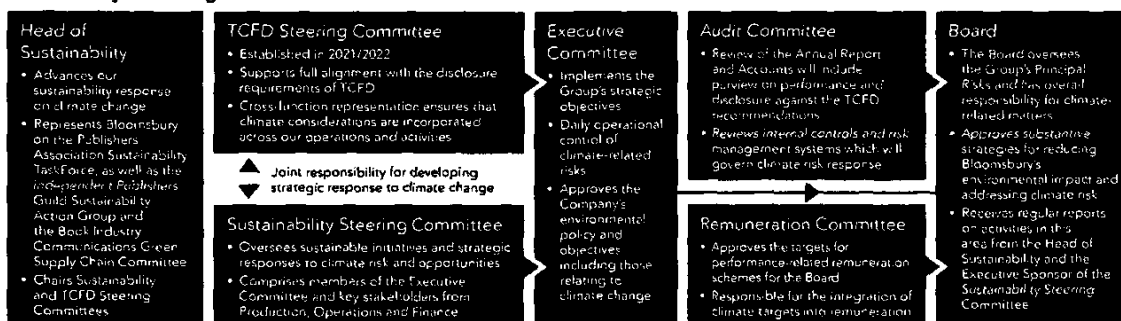 Head of
Sustainability
• Advances our
sustainability response
on climate change
• Represents Bloomsbury
on the Publishers
Association Sustainability
TaskForce, as well as the
Independent Publishers
Guild Sustainability
Action Group and
the Book Industry
Communications Green
Supply Chain Committee
• Chairs Sustainability
and TCFD Steering
Committees
TCFD Steering Committee
• Established in 2021/2022
• Supports full alignment with the disclosure
requirements of TCFD
• Cross-function representation ensures that
climate considerations are incorporated
across our operations and activities
Joint responsibility for developing
strategic response to climate change
Sustainability Steering Committee
• Oversees sustainable initiatives and strategic
responses to climate risk and opportunities
• Comprises members of the Executive
Committee and key stakeholders from
Production, Operations and Finance
Executive
Committee
• Implements the
Group's strategic
objectives
• Daily operational
control of
climate-related
risks
• Approves the
Company's
environmental
policy and
objectives
including those
relating to
climate change
Audit Committee
• Review of the Annual Report
and Accounts will include
purview on performance and
disclosure against the TCFD
recommendations
• Reviews internal controls and risk
management systems which will
govern climate risk response
Remuneration Committee
• Approves the targets for
performance-related remuneration
schemes for the Board
• Responsible for the integration of
climate targets into remuneration
Board
• The Board oversees
the Group's Principal
Risks and has overall
responsibility for climate-
related matters
• Approves substantive
strategies for reducing
Bloomsbury's
environmental impact and
addressing climate risk
• Receives regular reports
on activities in this
area from the Head of
Sustainability and the
Executive Sponsor of the
Sustainability Steering
Committee